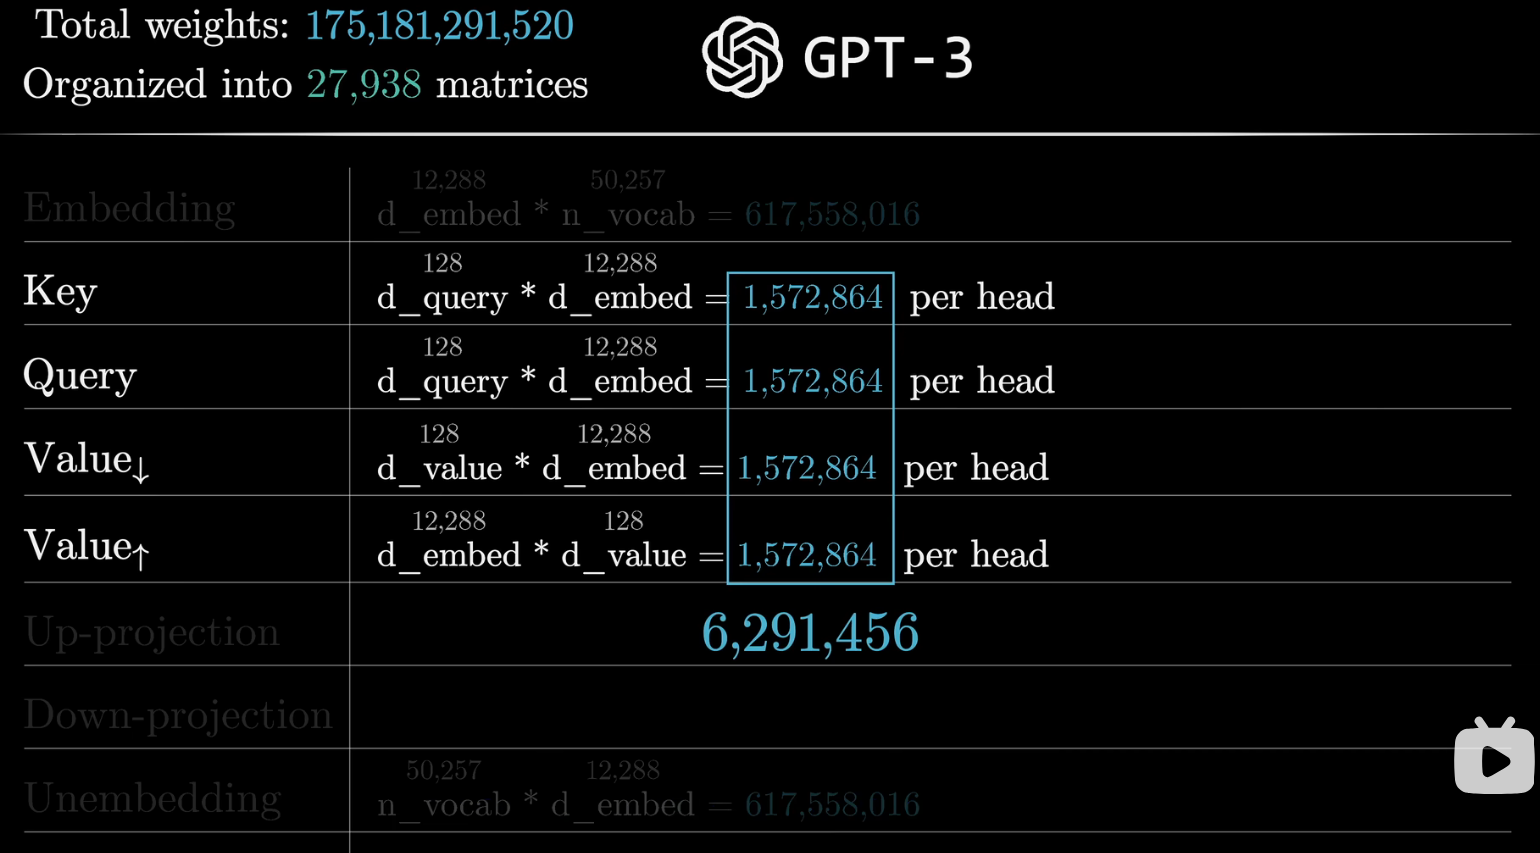 Total weights: 175,181,291,520
GPT-3
Organized into 27,938 matrices
12,288 50,257
Embedding d_embed * n_vocab = 617,558,016
128 12,288
Key d_query * d_embed = 1,572,864 per head
128 12,288
Query d_query * d_embed = 1,572,864 per head
128 12,288
Value↓ d_value * d_embed = 1,572,864 per head
12,288 128
Value↑ d_embed * d_value = 1,572,864 per head
Up-projection 6,291,456
Down-projection
50,257 12,288
Unembedding n_vocab * d_embed = 617,558,016